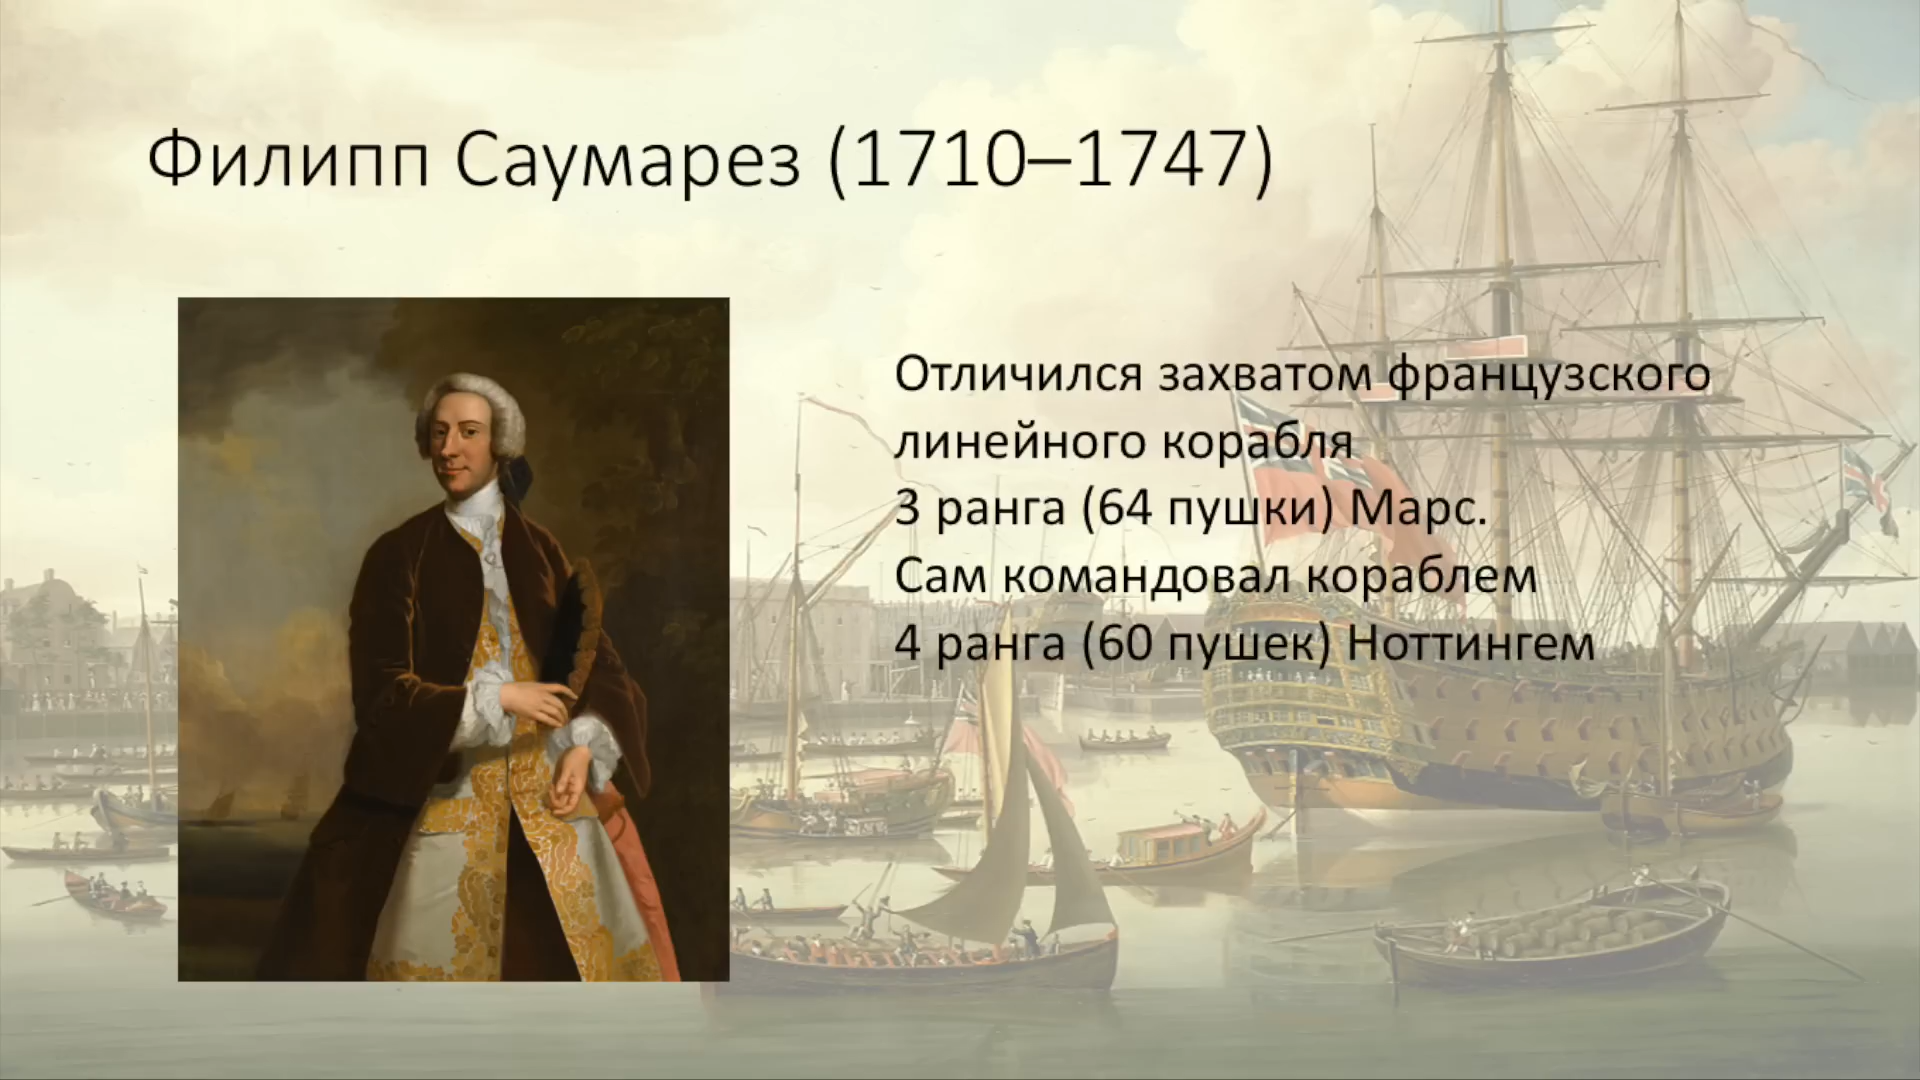 Филипп Саумарез (1710–1747)
Отличился захватом французского
линейного корабля
3 ранга (64 пушки) Марс.
Сам командовал кораблем
4 ранга (60 пушек) Ноттингем